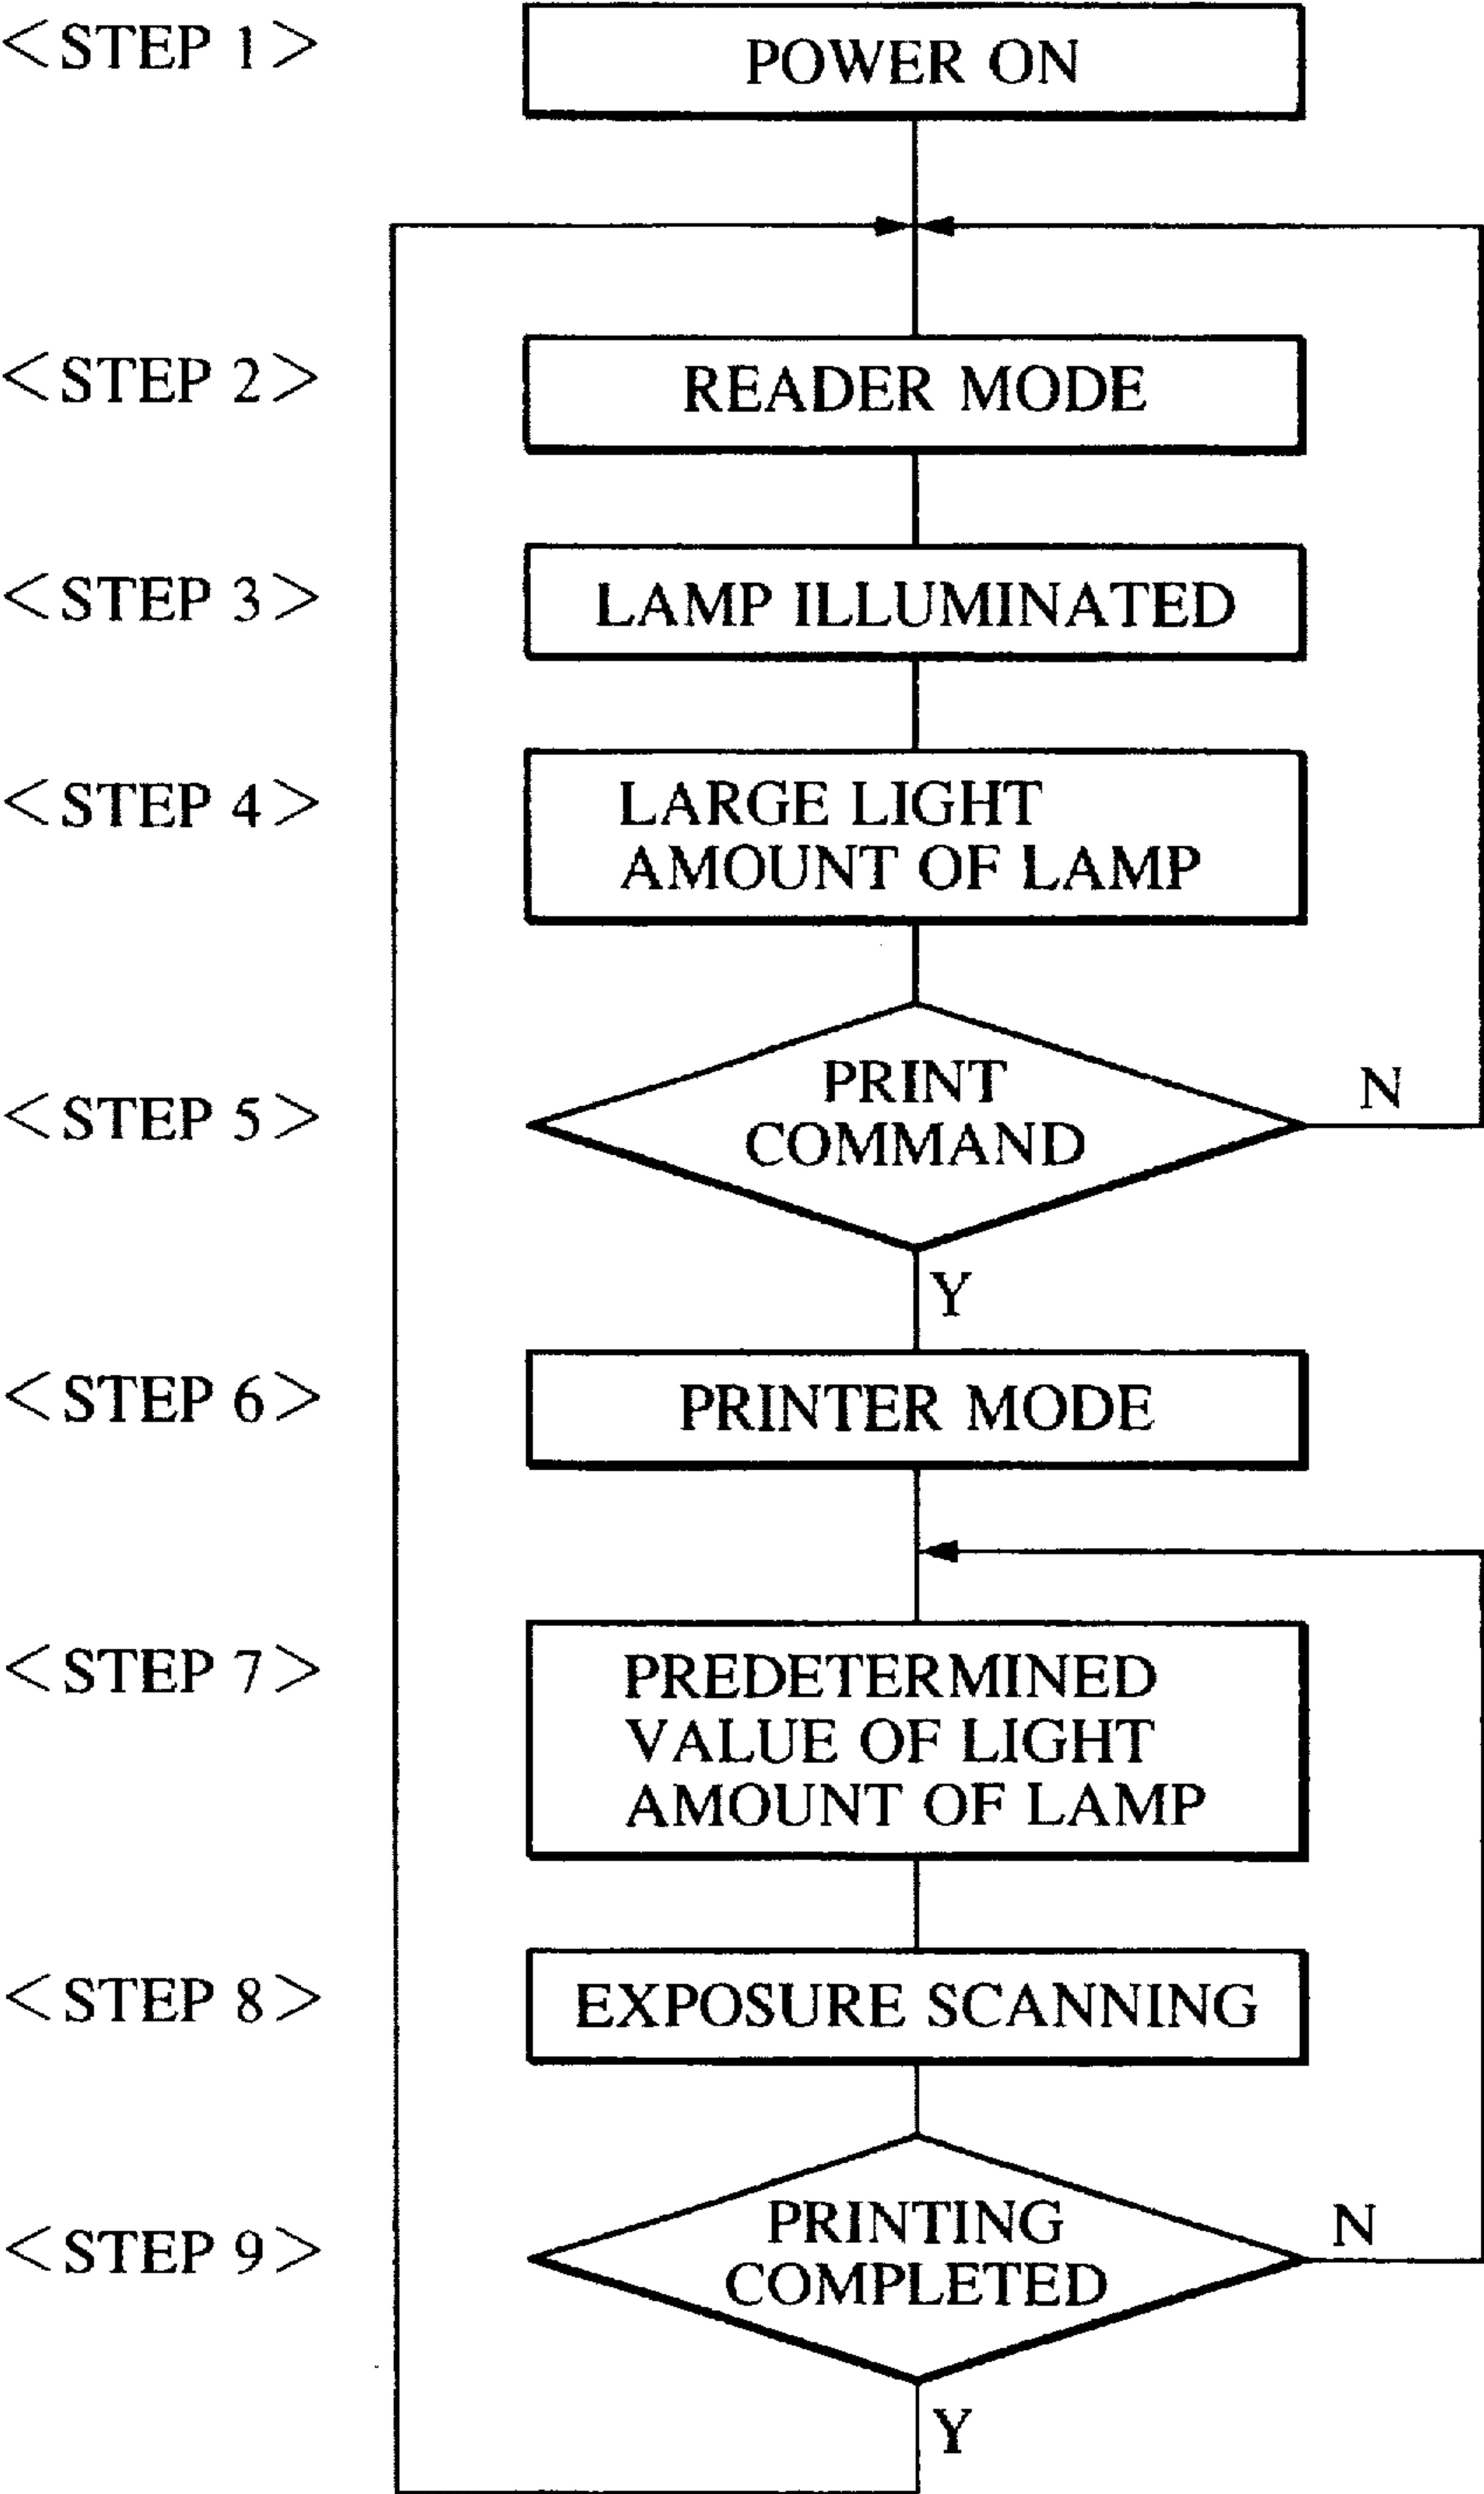 <STEP 1>
POWER ON
<STEP 2>
READER MODE
<STEP 3>
LAMP ILLUMINATED
<STEP 4>
LARGE LIGHT
AMOUNT OF LAMP
<STEP 5>
PRINT
COMMAND
N
Y
<STEP 6>
PRINTER MODE
<STEP 7>
PREDETERMINED
VALUE OF LIGHT
AMOUNT OF LAMP
<STEP 8>
EXPOSURE SCANNING
<STEP 9>
PRINTING
COMPLETED
N
Y